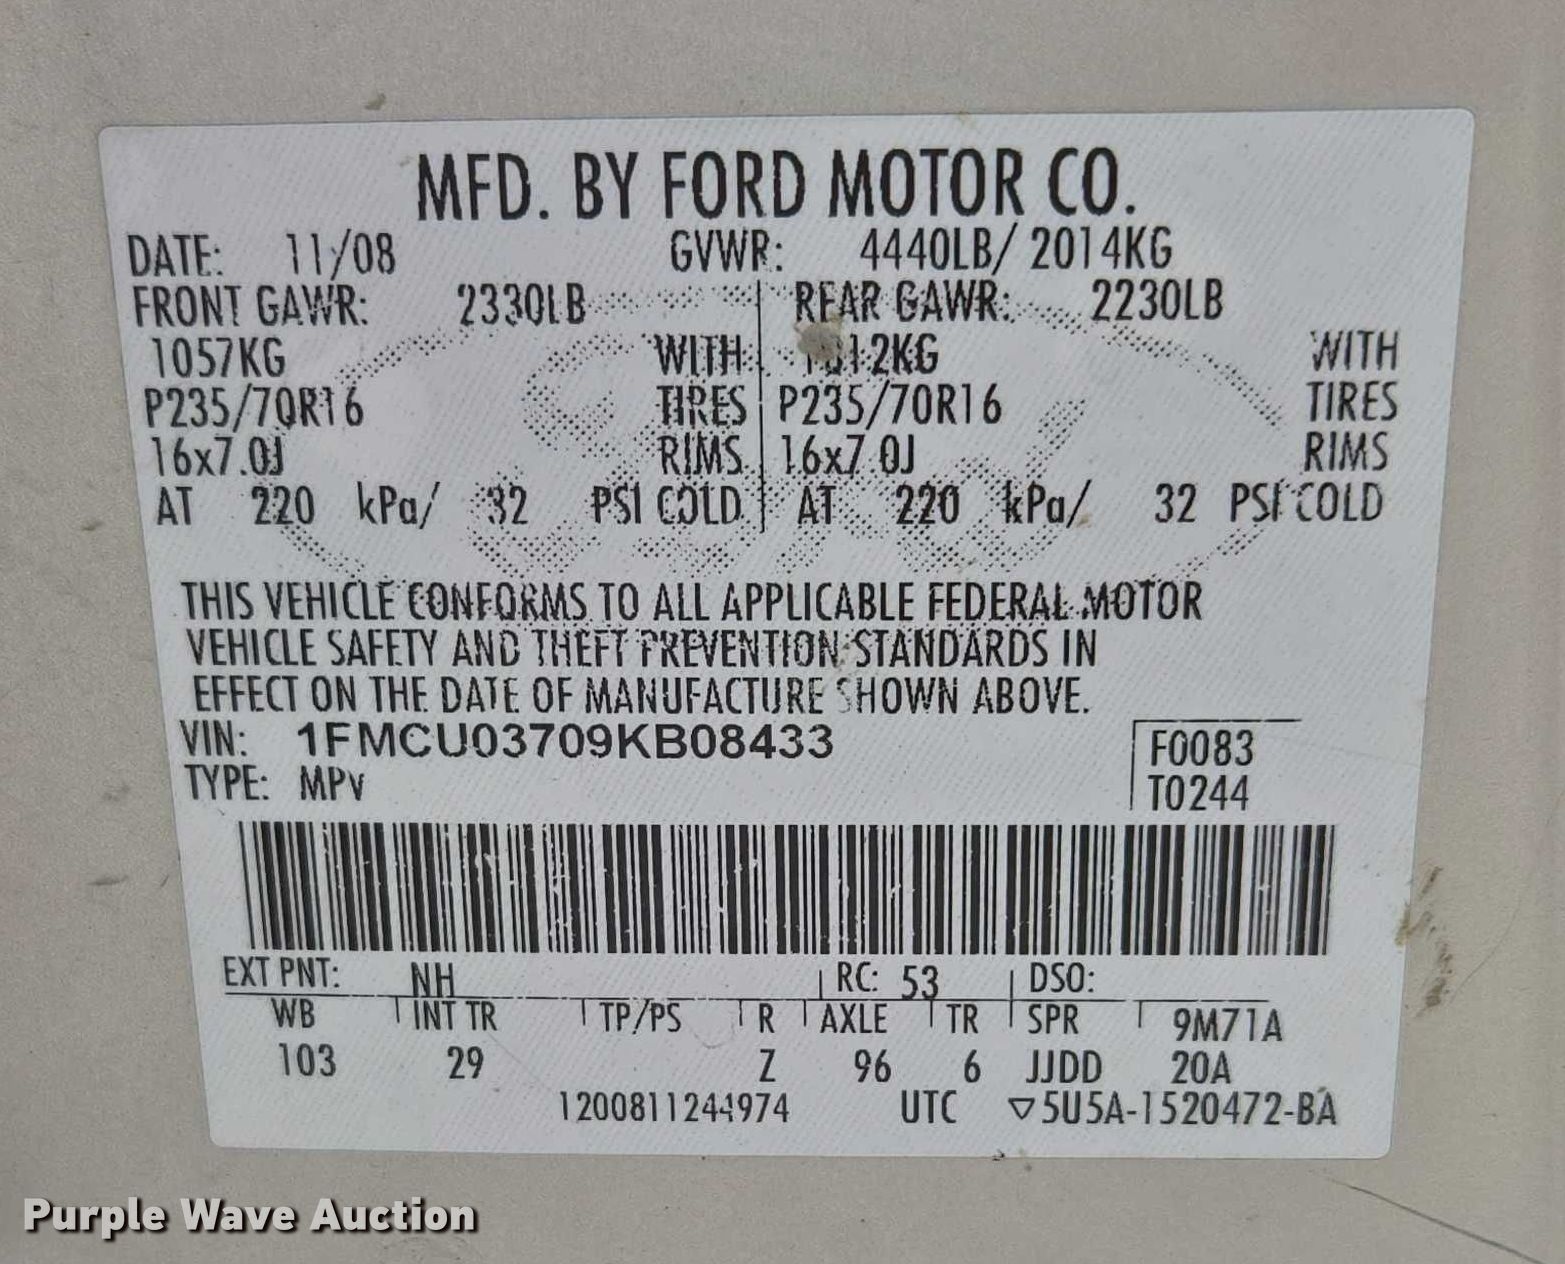 MFD. BY FORD MOTOR CO.
DATE: 11/08 GVWR: 4440LB/ 2014KG
FRONT GAWR: 2330LB REAR GAWR: 2230LB
1057KG WITH 1012KG WITH
P235/70R16 TIRES P235/70R16 TIRES
16x7.0J RIMS 16x7.0J RIMS
AT 220 kPa/ 32 PSI COLD AT 220 kPa/ 32 PSI COLD
THIS VEHICLE CONFORMS TO ALL APPLICABLE FEDERAL MOTOR
VEHICLE SAFETY AND THEFT PREVENTION STANDARDS IN
EFFECT ON THE DATE OF MANUFACTURE SHOWN ABOVE.
VIN: 1FMCU03709KB08433 F0083
TYPE: MPV T0244
EXT PNT: NH RC: 53 DSO:
WB INT TR TP/PS R AXLE TR SPR 9M71A
103 29 Z 96 6 JJDD 20A
1200811244974 UTC ▽5U5A-1520472-BA
Purple Wave Auction